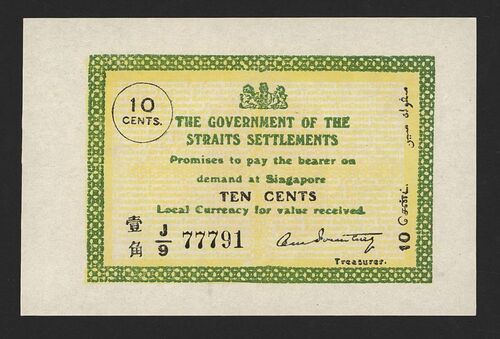 10
CENTS.
THE GOVERNMENT OF THE
STRAITS SETTLEMENTS
Promises to pay the bearer on
demand at Singapore
TEN CENTS
Local Currency for value received.
壹
角
J/9 77791
Treasurer.
10 சென்ட்.